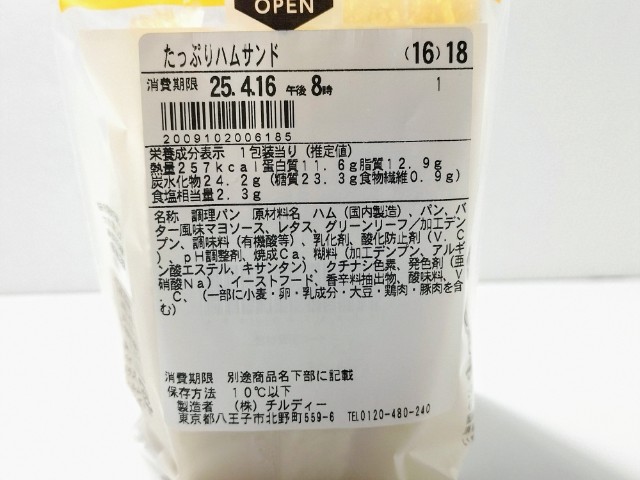 OPEN
たっぷりハムサンド (16)18
消費期限 25.4.16 午後8時 1
2009102006185
栄養成分表示 1包装当り (推定値)
熱量257kcal蛋白質11.6g脂質12.9g
炭水化物24.2g(糖質23.3g食物繊維0.9g)
食塩相当量2.3g
名称 調理パン 原材料名 ハム(国内製造)、パン、バ
ター風味マヨソース、レタス、グリーンリーフ/加工デン
プン、調味料(有機酸等)、乳化剤、酸化防止剤(V.C
)、pH調整剤、焼成Ca、糊料(加工デンプン、アルギ
ン酸エステル、キサンタン)、クチナシ色素、発色剤(亜
硝酸Na)、イーストフード、香辛料抽出物、酸味料、V
.C、(一部に小麦・卵・乳成分・大豆・鶏肉・豚肉を含
む)
消費期限 別途商品名下部に記載
保存方法 10℃以下
製造者 (株)チルディー
東京都八王子市北野町559-6 TEL0120-480-240